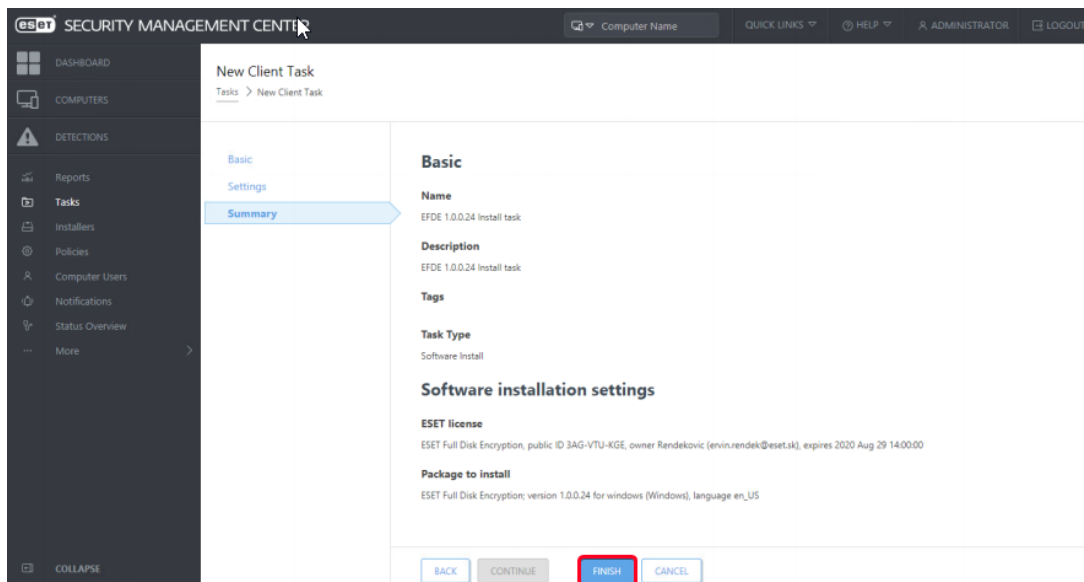 eset SECURITY MANAGEMENT CENTER
Computer Name
QUICK LINKS
HELP
ADMINISTRATOR
LOGOUT
DASHBOARD
COMPUTERS
DETECTIONS
Reports
Tasks
Installers
Policies
Computer Users
Notifications
Status Overview
More
COLLAPSE
New Client Task
Tasks > New Client Task
Basic
Settings
Summary
Basic
Name
EFDE 1.0.0.24 Install task
Description
EFDE 1.0.0.24 Install task
Tags
Task Type
Software Install
Software installation settings
ESET license
ESET Full Disk Encryption, public ID 3AG-VTU-KGE, owner Rendekovic (ervin.rendek@eset.sk), expires 2020 Aug 29 14:00:00
Package to install
ESET Full Disk Encryption; version 1.0.0.24 for windows (Windows), language en_US
BACK
CONTINUE
FINISH
CANCEL